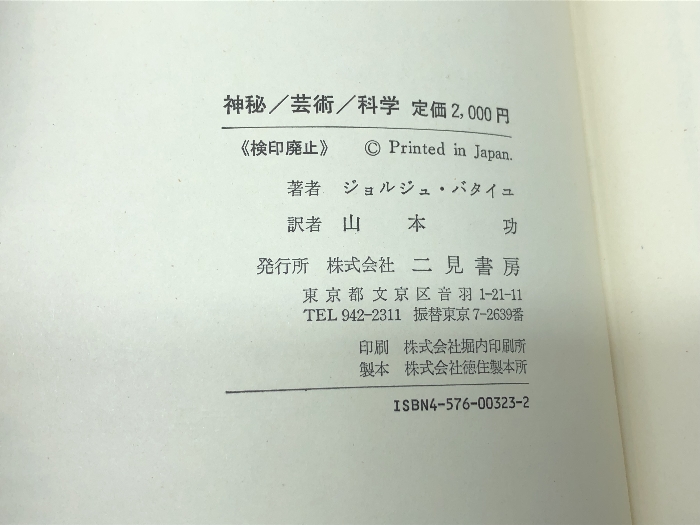 神秘／芸術／科学 定価2,000円
《検印廃止》 © Printed in Japan.
著者 ジョルジュ・バタイユ
訳者 山本 功
発行所 株式会社 二見書房
東京都文京区音羽1-21-11
TEL 942-2311 振替東京7-2639番
印刷 株式会社堀内印刷所
製本 株式会社徳住製本所
ISBN4-576-00323-2